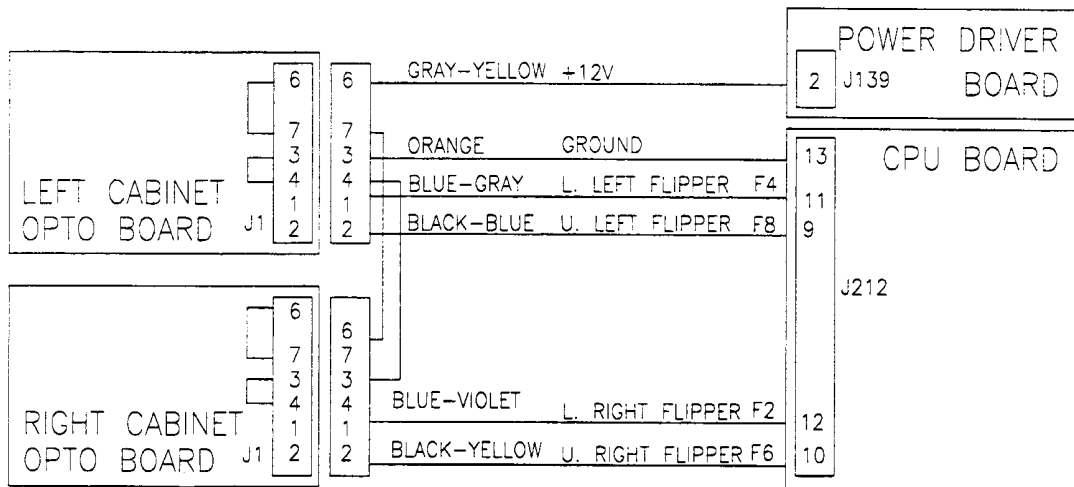 POWER DRIVER
BOARD
2 J139
6 6 GRAY-YELLOW +12V
7 7
3 3 ORANGE GROUND 13
CPU BOARD
4 4 BLUE-GRAY L. LEFT FLIPPER F4 11
1 1
2 2 BLACK-BLUE U. LEFT FLIPPER F8 9
LEFT CABINET
OPTO BOARD J1
J212
6 6
7 7
3 3
4 4 BLUE-VIOLET L. RIGHT FLIPPER F2 12
1 1
2 2 BLACK-YELLOW U. RIGHT FLIPPER F6 10
RIGHT CABINET
OPTO BOARD J1